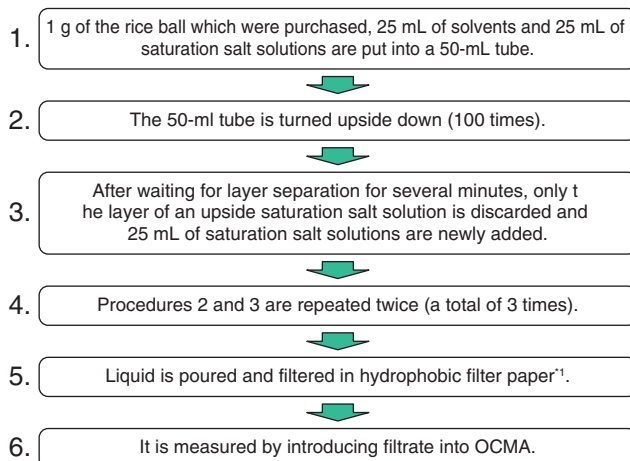 1.
1 g of the rice ball which were purchased, 25 mL of solvents and 25 mL of
saturation salt solutions are put into a 50-mL tube.
2.
The 50-ml tube is turned upside down (100 times).
3.
After waiting for layer separation for several minutes, only t
he layer of an upside saturation salt solution is discarded and
25 mL of saturation salt solutions are newly added.
4.
Procedures 2 and 3 are repeated twice (a total of 3 times).
5.
Liquid is poured and filtered in hydrophobic filter paper*1.
6.
It is measured by introducing filtrate into OCMA.